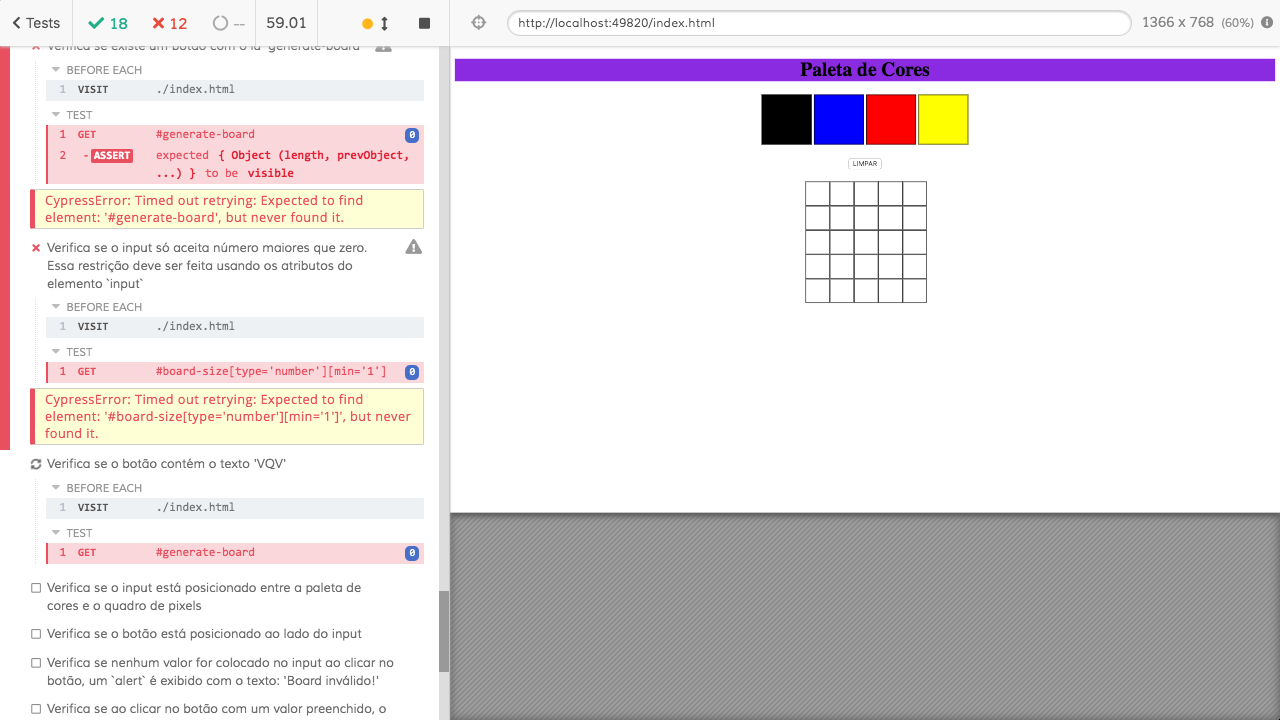 Tests 18 12 -- 59.01
http://localhost:49820/index.html 1366 x 768 (60%)
Verifica se existe um botão com o id 'generate-board'
BEFORE EACH
1 VISIT ./index.html
TEST
1 GET #generate-board 0
2 -ASSERT expected { Object (length, prevObject,
...) } to be visible
CypressError: Timed out retrying: Expected to find
element: '#generate-board', but never found it.
Verifica se o input só aceita número maiores que zero.
Essa restrição deve ser feita usando os atributos do
elemento `input`
BEFORE EACH
1 VISIT ./index.html
TEST
1 GET #board-size[type='number'][min='1'] 0
CypressError: Timed out retrying: Expected to find
element: '#board-size[type='number'][min='1']', but never
found it.
Verifica se o botão contém o texto 'VQV'
BEFORE EACH
1 VISIT ./index.html
TEST
1 GET #generate-board 0
Verifica se o input está posicionado entre a paleta de
cores e o quadro de pixels
Verifica se o botão está posicionado ao lado do input
Verifica se nenhum valor for colocado no input ao clicar no
botão, um `alert` é exibido com o texto: 'Board inválido!'
Verifica se ao clicar no botão com um valor preenchido, o
Paleta de Cores
LIMPAR